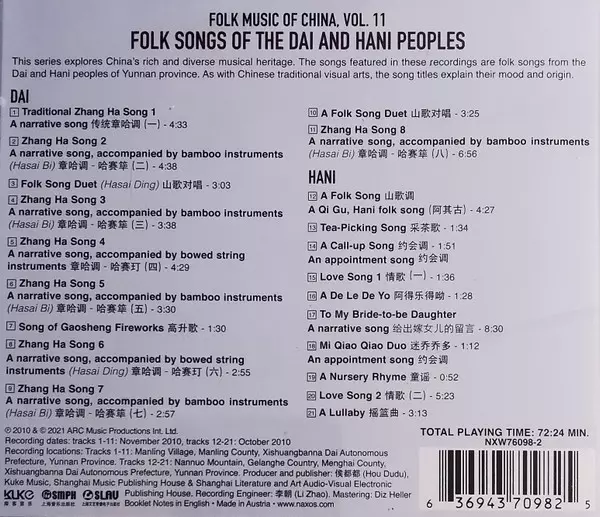 FOLK MUSIC OF CHINA, VOL. 11
FOLK SONGS OF THE DAI AND HANI PEOPLES
This series explores China's rich and diverse musical heritage. The songs featured in these recordings are folk songs from the
Dai and Hani peoples of Yunnan province. As with Chinese traditional visual arts, the song titles explain their mood and origin.
DAI
1 Traditional Zhang Ha Song 1
A narrative song 传统章哈调 (一) - 4:33
2 Zhang Ha Song 2
A narrative song, accompanied by bamboo instruments
(Hasai Bi) 章哈调 - 哈赛筚 (二) - 4:38
3 Folk Song Duet (Hasai Ding) 山歌对唱 - 3:03
4 Zhang Ha Song 3
A narrative song, accompanied by bamboo instruments
(Hasai Bi) 章哈调 - 哈赛筚 (三) - 3:38
5 Zhang Ha Song 4
A narrative song, accompanied by bowed string
instruments 章哈调 - 哈赛玎 (四) - 4:29
6 Zhang Ha Song 5
A narrative song, accompanied by bamboo instruments
(Hasai Bi) 章哈调 - 哈赛筚 (五) - 3:30
7 Song of Gaosheng Fireworks 高升歌 - 1:30
8 Zhang Ha Song 6
A narrative song, accompanied by bowed string
instruments (Hasai Ding) 章哈调 - 哈赛玎 (六) - 2:55
9 Zhang Ha Song 7
A narrative song, accompanied by bamboo instruments
(Hasai Bi) 章哈调 - 哈赛筚 (七) - 2:57
10 A Folk Song Duet 山歌对唱 - 3:25
11 Zhang Ha Song 8
A narrative song, accompanied by bamboo instruments
(Hasai Bi) 章哈调 - 哈赛筚 (八) - 6:56
HANI
12 A Folk Song 山歌调
A Qi Gu, Hani folk song (阿其古) - 4:27
13 Tea-Picking Song 采茶歌 - 1:34
14 A Call-up Song 约会调 - 1:51
An appointment song 约会调
15 Love Song 1 情歌 (一) - 1:36
16 A De Le De Yo 阿得乐得呦 - 1:28
17 To My Bride-to-be Daughter
A narrative song 给出嫁女儿的留言 - 8:30
18 Mi Qiao Qiao Duo 迷乔乔多 - 1:12
An appointment song 约会调
19 A Nursery Rhyme 童谣 - 0:52
20 Love Song 2 情歌 (二) - 5:23
21 A Lullaby 摇篮曲 - 3:13
℗ 2010 & © 2021 ARC Music Productions Int. Ltd.
Recording dates: tracks 1-11: November 2010, tracks 12-21: October 2010
Recording locations: Tracks 1-11: Manling Village, Manling County, Xishuangbanna Dai Autonomous
Prefecture, Yunnan Province. Tracks 12-21: Nannuo Mountain, Gelanghe Country, Menghai County,
Xishuangbanna Dai Autonomous Prefecture, Yunnan Province. Producer and publisher: 侯都都 (Hou Dudu),
Kuke Music, Shanghai Music Publishing House & Shanghai Literature and Art Audio-Visual Electronic
Publishing House. Recording Engineer: 李朝 (Li Zhao). Mastering: Diz Heller
Booklet Notes in English • Made in Austria • www.naxos.com
KUKE
库客音乐
SMPH
上海音乐出版社
SLAV
TOTAL PLAYING TIME: 72:24 MIN.
NXW76098-2
6 36943 70982 5